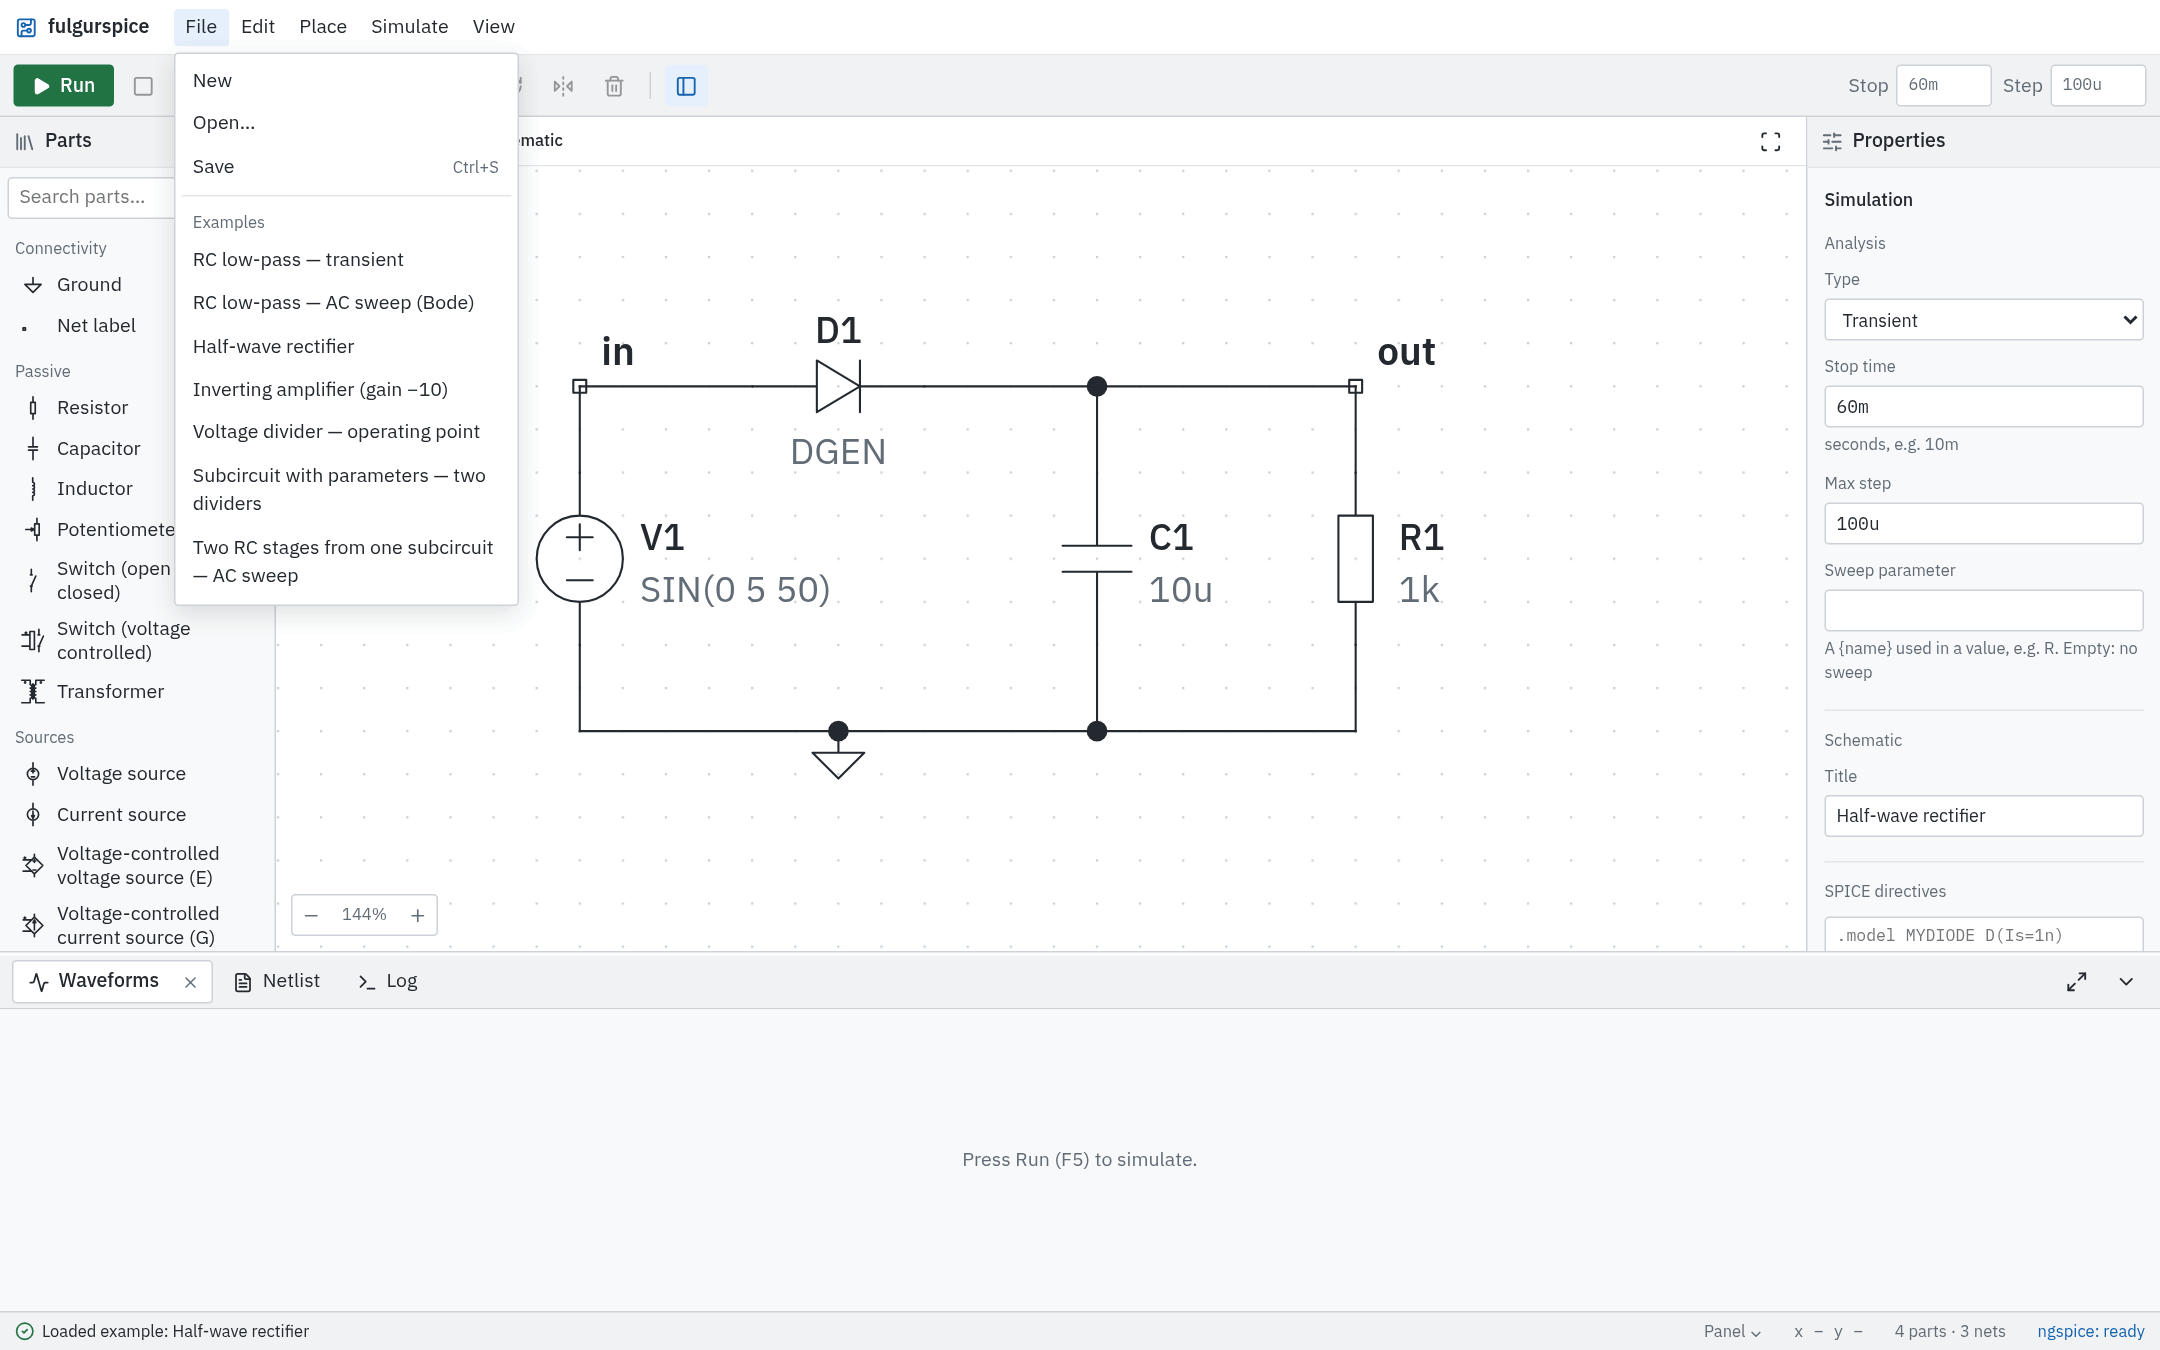 fulgurspice
File Edit Place Simulate View
Run
Stop 60m Step 100u
New
Open...
Save Ctrl+S
Examples
RC low-pass — transient
RC low-pass — AC sweep (Bode)
Half-wave rectifier
Inverting amplifier (gain −10)
Voltage divider — operating point
Subcircuit with parameters — two
dividers
Two RC stages from one subcircuit
— AC sweep
Parts
Search parts...
Connectivity
Ground
Net label
Passive
Resistor
Capacitor
Inductor
Potentiomete
Switch (open
closed)
Switch (voltage
controlled)
Transformer
Sources
Voltage source
Current source
Voltage-controlled
voltage source (E)
Voltage-controlled
current source (G)
ematic
in
D1
DGEN
out
V1
SIN(0 5 50)
C1
10u
R1
1k
144%
Properties
Simulation
Analysis
Type
Transient
Stop time
60m
seconds, e.g. 10m
Max step
100u
Sweep parameter
A {name} used in a value, e.g. R. Empty: no
sweep
Schematic
Title
Half-wave rectifier
SPICE directives
.model MYDIODE D(Is=1n)
Waveforms Netlist Log
Press Run (F5) to simulate.
Loaded example: Half-wave rectifier
Panel x – y – 4 parts · 3 nets ngspice: ready